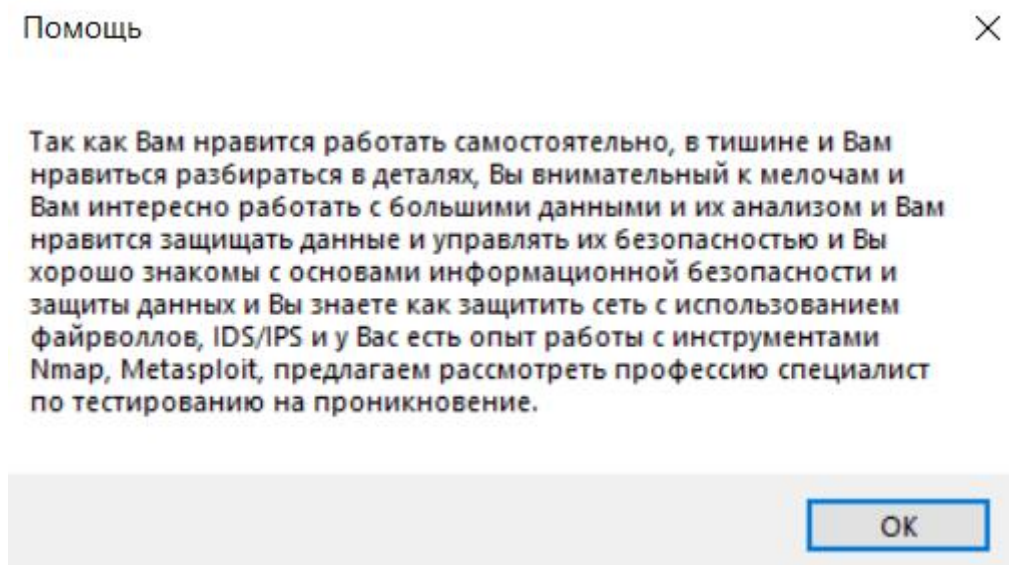 Помощь
Так как Вам нравится работать самостоятельно, в тишине и Вам
нравиться разбираться в деталях, Вы внимательный к мелочам и
Вам интересно работать с большими данными и их анализом и Вам
нравится защищать данные и управлять их безопасностью и Вы
хорошо знакомы с основами информационной безопасности и
защиты данных и Вы знаете как защитить сеть с использованием
файрволлов, IDS/IPS и у Вас есть опыт работы с инструментами
Nmap, Metasploit, предлагаем рассмотреть профессию специалист
по тестированию на проникновение.
OK